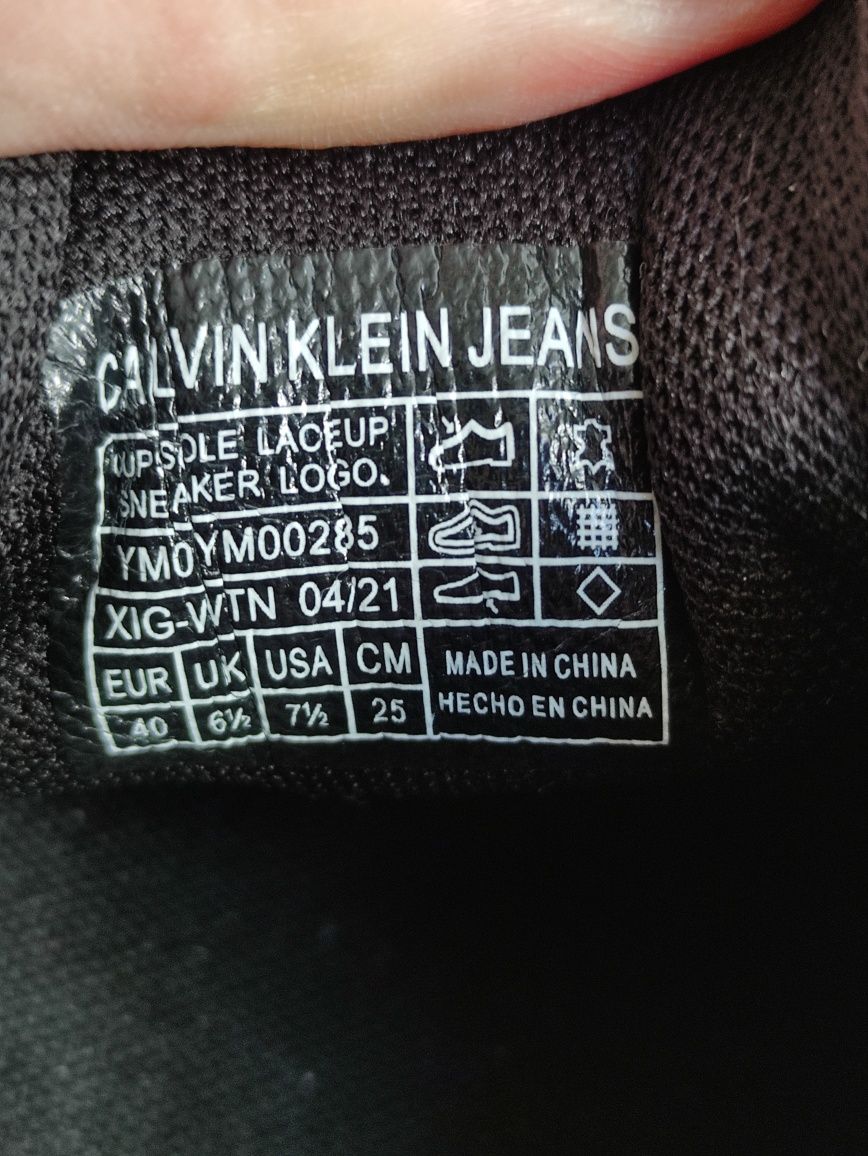 CALVIN KLEIN JEANS
CUPSOLE LACEUP
SNEAKER LOGO.
YM0YM00285
XIG-WTN 04/21
EUR UK USA CM
40 6½ 7½ 25
MADE IN CHINA
HECHO EN CHINA